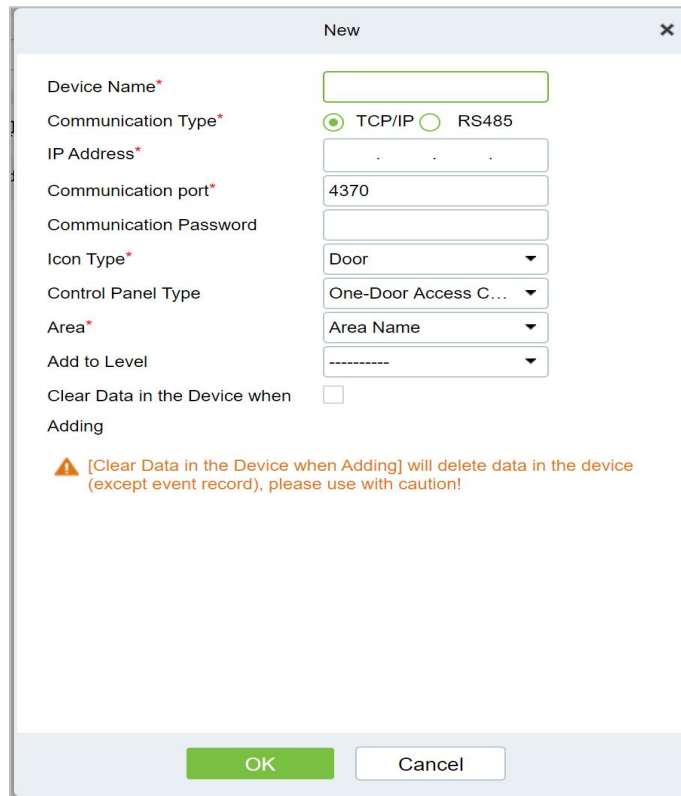 New
Device Name*
Communication Type* TCP/IP RS485
IP Address* . . .
Communication port* 4370
Communication Password
Icon Type* Door
Control Panel Type One-Door Access C...
Area* Area Name
Add to Level ----------
Clear Data in the Device when
Adding
[Clear Data in the Device when Adding] will delete data in the device
(except event record), please use with caution!
OK Cancel